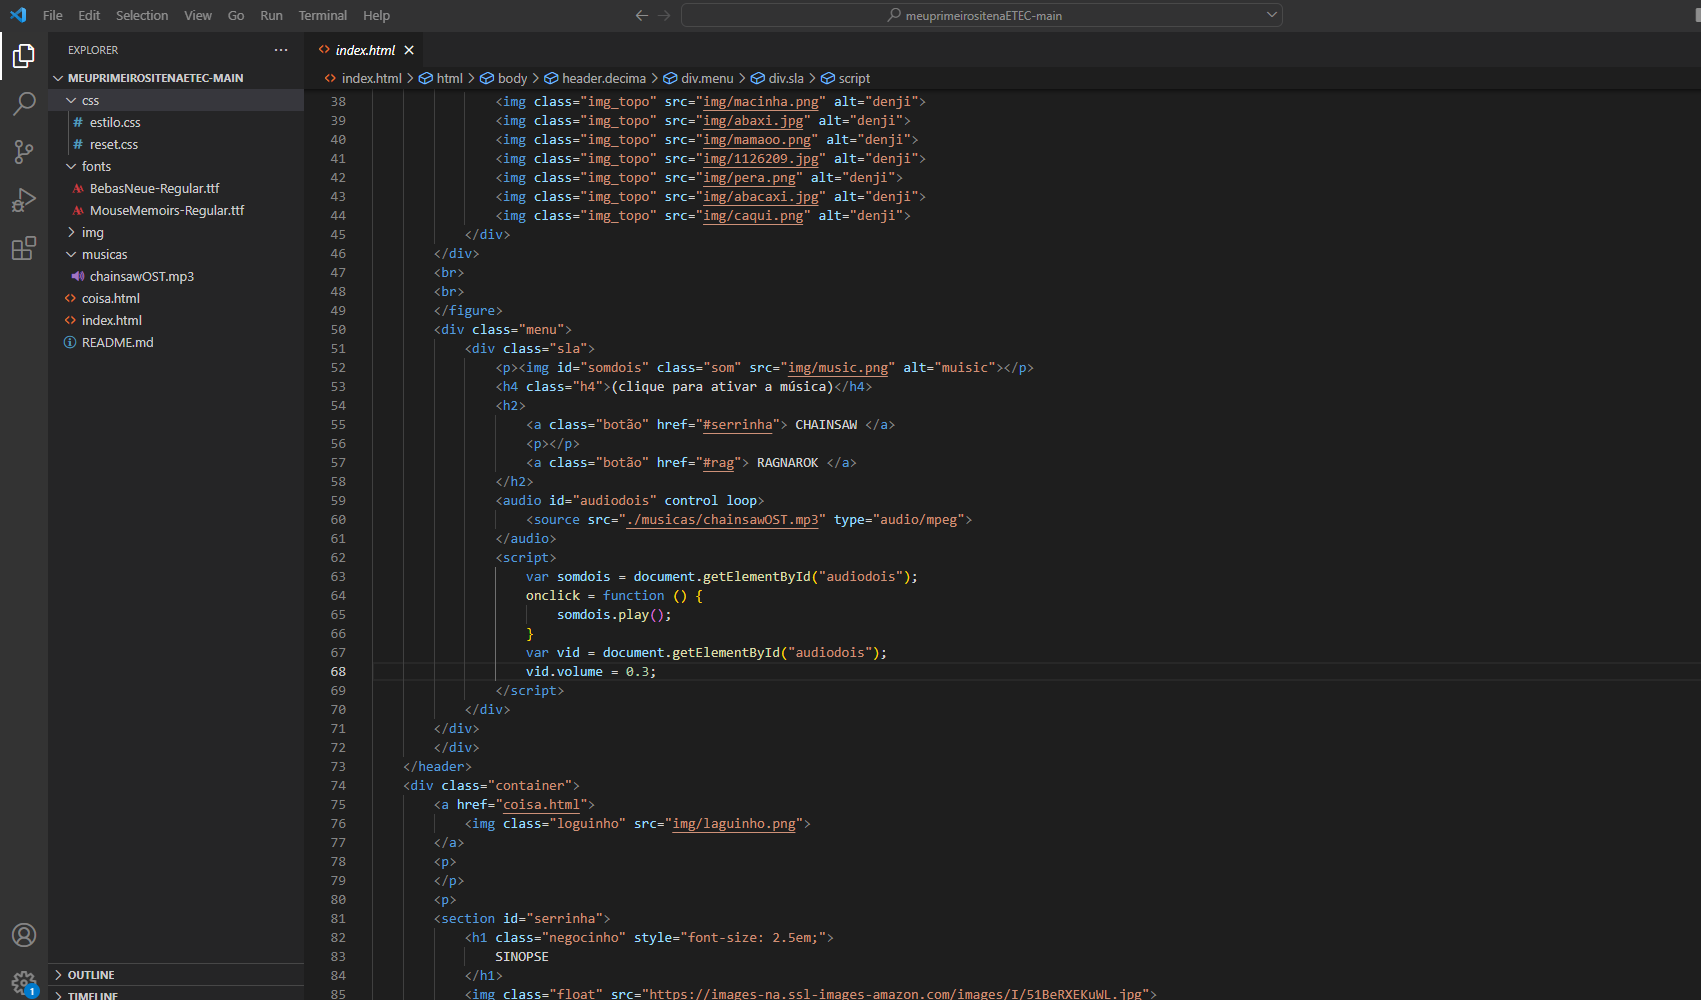 File Edit Selection View Go Run Terminal Help
meuprimeirositenaETEC-main
EXPLORER
MEUPRIMEIROSITENAETEC-MAIN
css
# estilo.css
# reset.css
fonts
BebasNeue-Regular.ttf
MouseMemoirs-Regular.ttf
img
musicas
chainsawOST.mp3
coisa.html
index.html
README.md
OUTLINE
TIMELINE
1
index.html
index.html > html > body > header.decima > div.menu > div.sla > script
38 <img class="img_topo" src="img/macinha.png" alt="denji">
39 <img class="img_topo" src="img/abaxi.jpg" alt="denji">
40 <img class="img_topo" src="img/mamaoo.png" alt="denji">
41 <img class="img_topo" src="img/1126209.jpg" alt="denji">
42 <img class="img_topo" src="img/pera.png" alt="denji">
43 <img class="img_topo" src="img/abacaxi.jpg" alt="denji">
44 <img class="img_topo" src="img/caqui.png" alt="denji">
45 </div>
46 </div>
47 <br>
48 <br>
49 </figure>
50 <div class="menu">
51 <div class="sla">
52 <p><img id="somdois" class="som" src="img/music.png" alt="muisic"></p>
53 <h4 class="h4">(clique para ativar a música)</h4>
54 <h2>
55 <a class="botão" href="#serrinha"> CHAINSAW </a>
56 <p></p>
57 <a class="botão" href="#rag"> RAGNAROK </a>
58 </h2>
59 <audio id="audiodois" control loop>
60 <source src="./musicas/chainsawOST.mp3" type="audio/mpeg">
61 </audio>
62 <script>
63 var somdois = document.getElementById("audiodois");
64 onclick = function () {
65 somdois.play();
66 }
67 var vid = document.getElementById("audiodois");
68 vid.volume = 0.3;
69 </script>
70 </div>
71 </div>
72 </div>
73 </header>
74 <div class="container">
75 <a href="coisa.html">
76 <img class="loguinho" src="img/laguinho.png">
77 </a>
78 <p>
79 </p>
80 <p>
81 <section id="serrinha">
82 <h1 class="negocinho" style="font-size: 2.5em;">
83 SINOPSE
84 </h1>
85 <img class="float" src="https://images-na.ssl-images-amazon.com/images/I/51BeRXEKuWL.jpg">